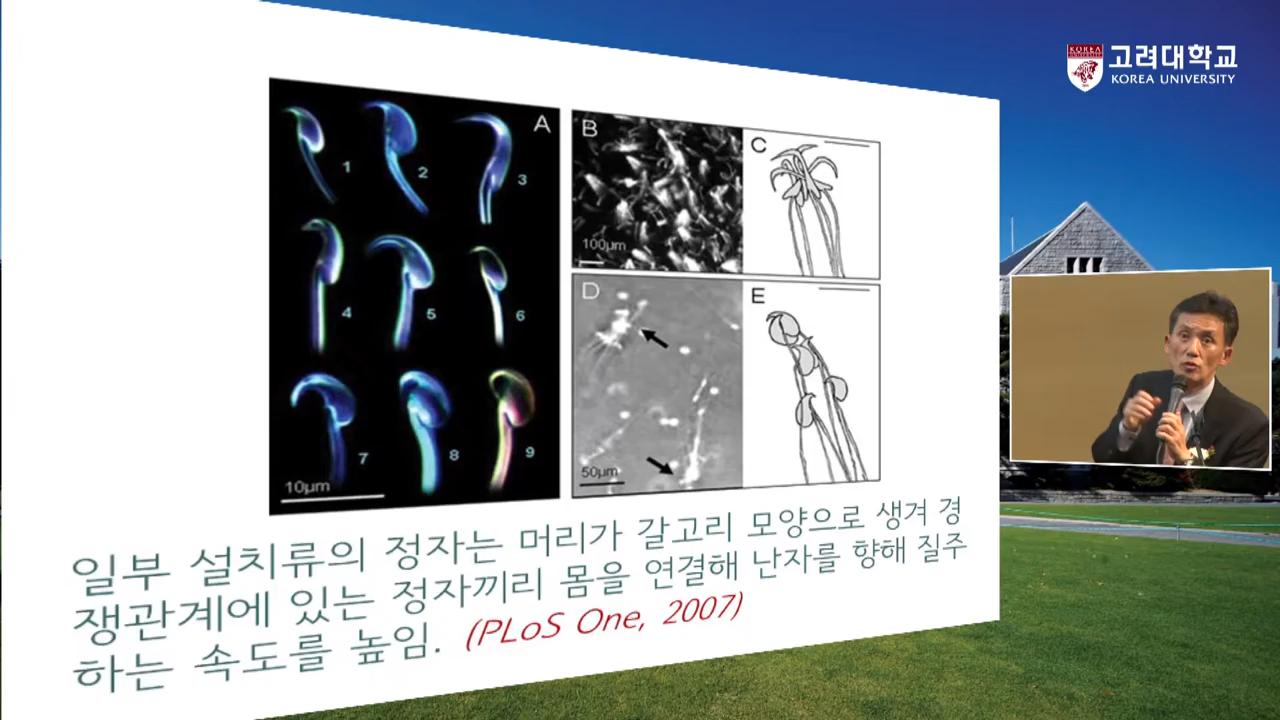 고려대학교
KOREA
KOREA UNIVERSITY
A
1
2
3
4
5
6
7
8
9
10μm
B
100μm
C
D
50μm
E
일부 설치류의 정자는 머리가 갈고리 모양으로 생겨 경
쟁관계에 있는 정자끼리 몸을 연결해 난자를 향해 질주
하는 속도를 높임. (PLoS One, 2007)